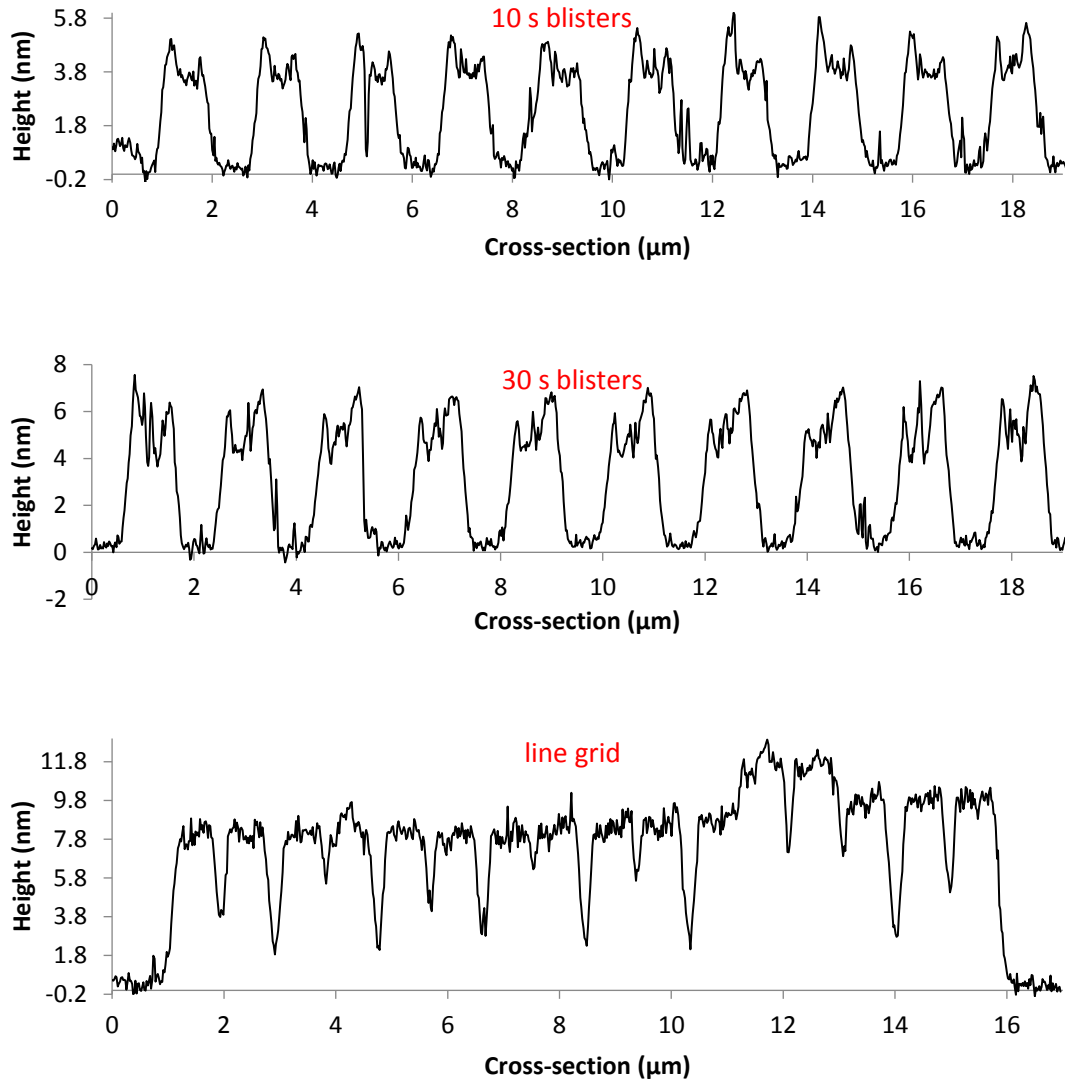 10 s blisters
5.8
3.8
1.8
-0.2
Height (nm)
0 2 4 6 8 10 12 14 16 18
Cross-section (µm)
30 s blisters
8
6
4
2
0
-2
Height (nm)
0 2 4 6 8 10 12 14 16 18
Cross-section (µm)
line grid
11.8
9.8
7.8
5.8
3.8
1.8
-0.2
Height (nm)
0 2 4 6 8 10 12 14 16
Cross-section (µm)